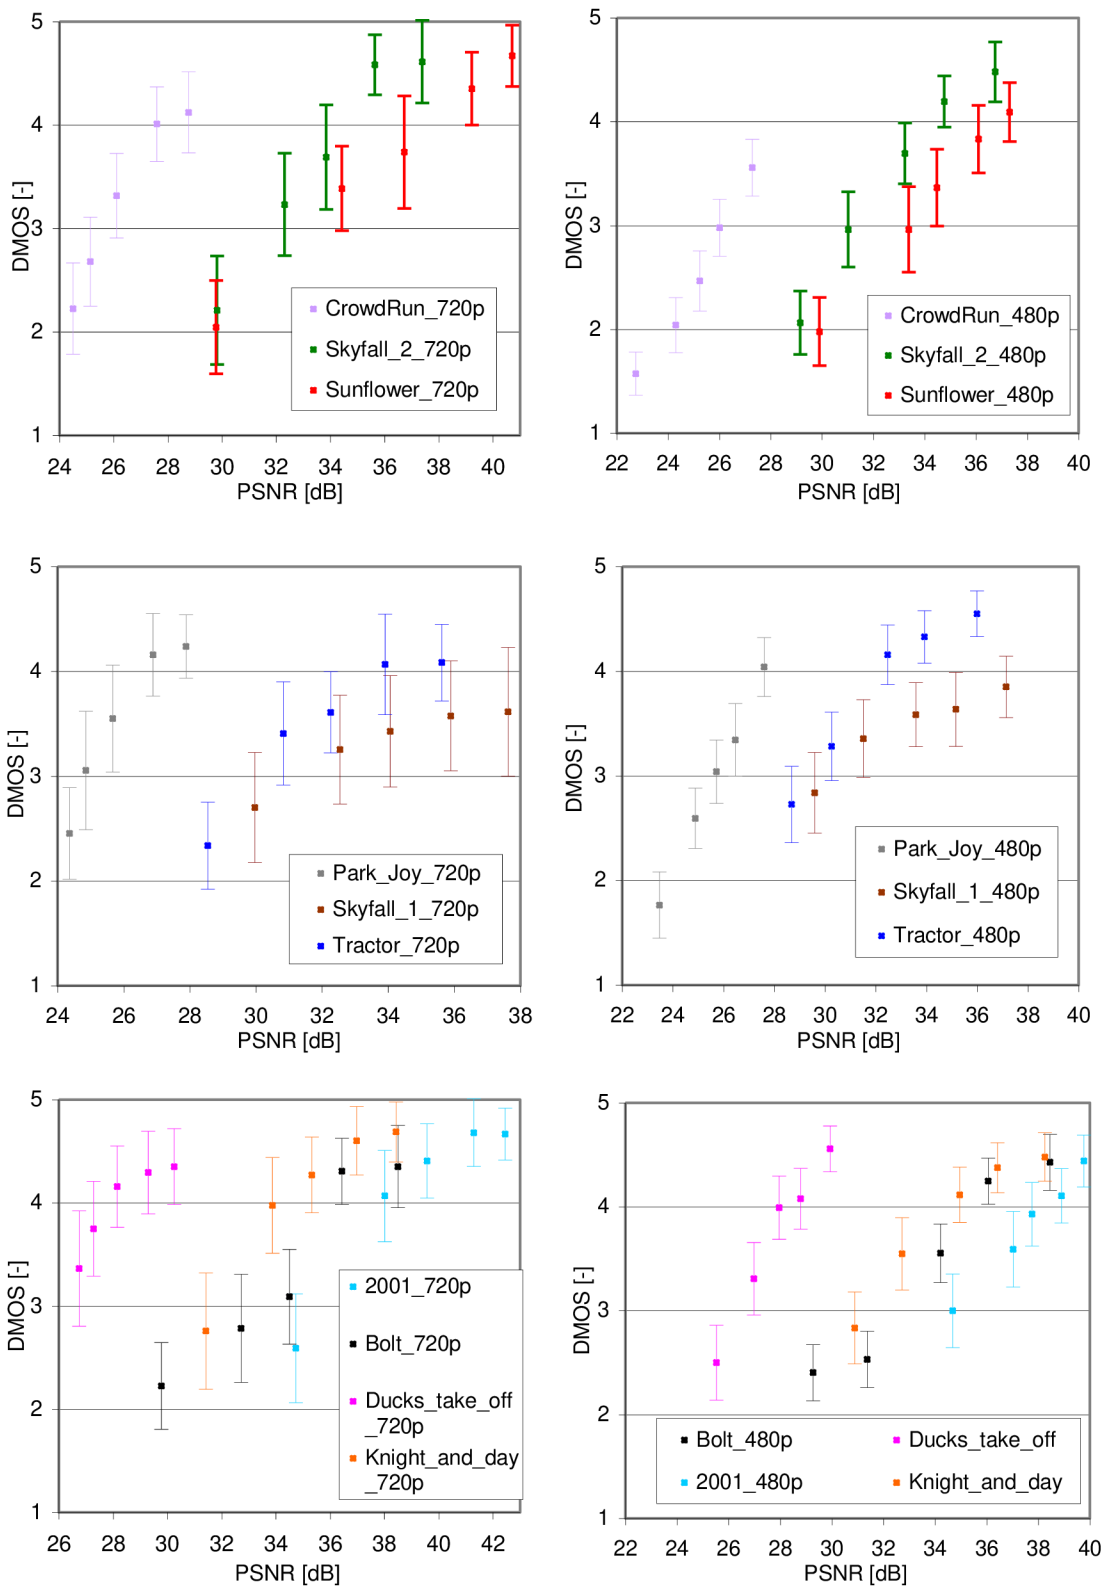 5
4
3
2
1
DMOS [-]
CrowdRun_720p
Skyfall_2_720p
Sunflower_720p
24 26 28 30 32 34 36 38 40
PSNR [dB]
5
4
3
2
1
DMOS [-]
CrowdRun_480p
Skyfall_2_480p
Sunflower_480p
22 24 26 28 30 32 34 36 38 40
PSNR [dB]
5
4
3
2
1
DMOS [-]
Park_Joy_720p
Skyfall_1_720p
Tractor_720p
24 26 28 30 32 34 36 38
PSNR [dB]
5
4
3
2
1
DMOS [-]
Park_Joy_480p
Skyfall_1_480p
Tractor_480p
22 24 26 28 30 32 34 36 38 40
PSNR [dB]
5
4
3
2
1
DMOS [-]
2001_720p
Bolt_720p
Ducks_take_off
_720p
Knight_and_day
_720p
26 28 30 32 34 36 38 40 42
PSNR [dB]
5
4
3
2
1
DMOS [-]
Bolt_480p Ducks_take_off
2001_480p Knight_and_day
22 24 26 28 30 32 34 36 38 40
PSNR [dB]